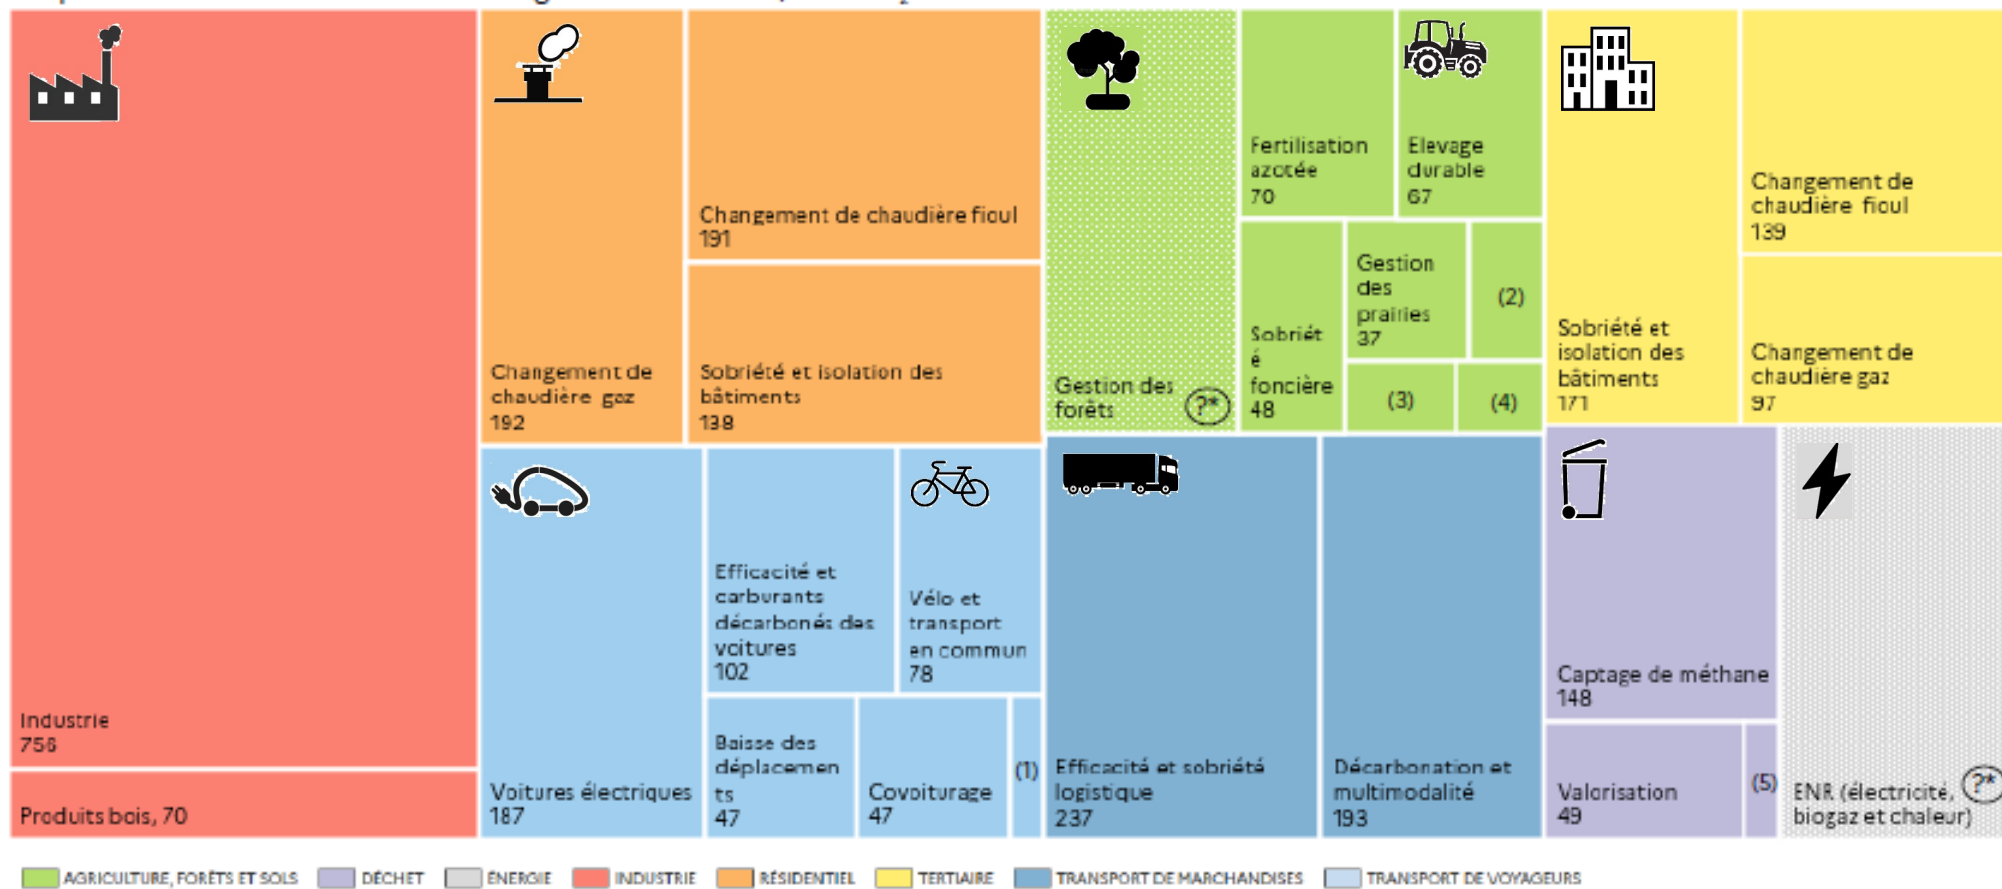 Industrie
758
Produits bois, 70
Changement de
chaudière gaz
192
Changement de chaudière fioul
191
Sobriété et isolation des
bâtiments
138
Voitures électriques
187
Efficacité et
carburants
décarbonés des
voitures
102
Vélo et
transport
en commun
78
Baisse des
déplacemen
ts
47
Covoiturage
47
(1)
Gestion des
forêts
?*
Fertilisation
azotée
70
Elevage
durable
67
Sobriét
é
foncière
48
Gestion
des
prairies
37
(2)
(3)
(4)
Efficacité et sobriété
logistique
237
Décarbonation et
multimodalité
193
Sobriété et
isolation des
bâtiments
171
Changement de
chaudière fioul
139
Changement de
chaudière gaz
97
Captage de méthane
148
Valorisation
49
(5)
ENR (électricité,
biogaz et chaleur)
?*
AGRICULTURE, FORÊTS ET SOLS
DÉCHET
ÉNERGIE
INDUSTRIE
RÉSIDENTIEL
TERTIAIRE
TRANSPORT DE MARCHANDISES
TRANSPORT DE VOYAGEURS